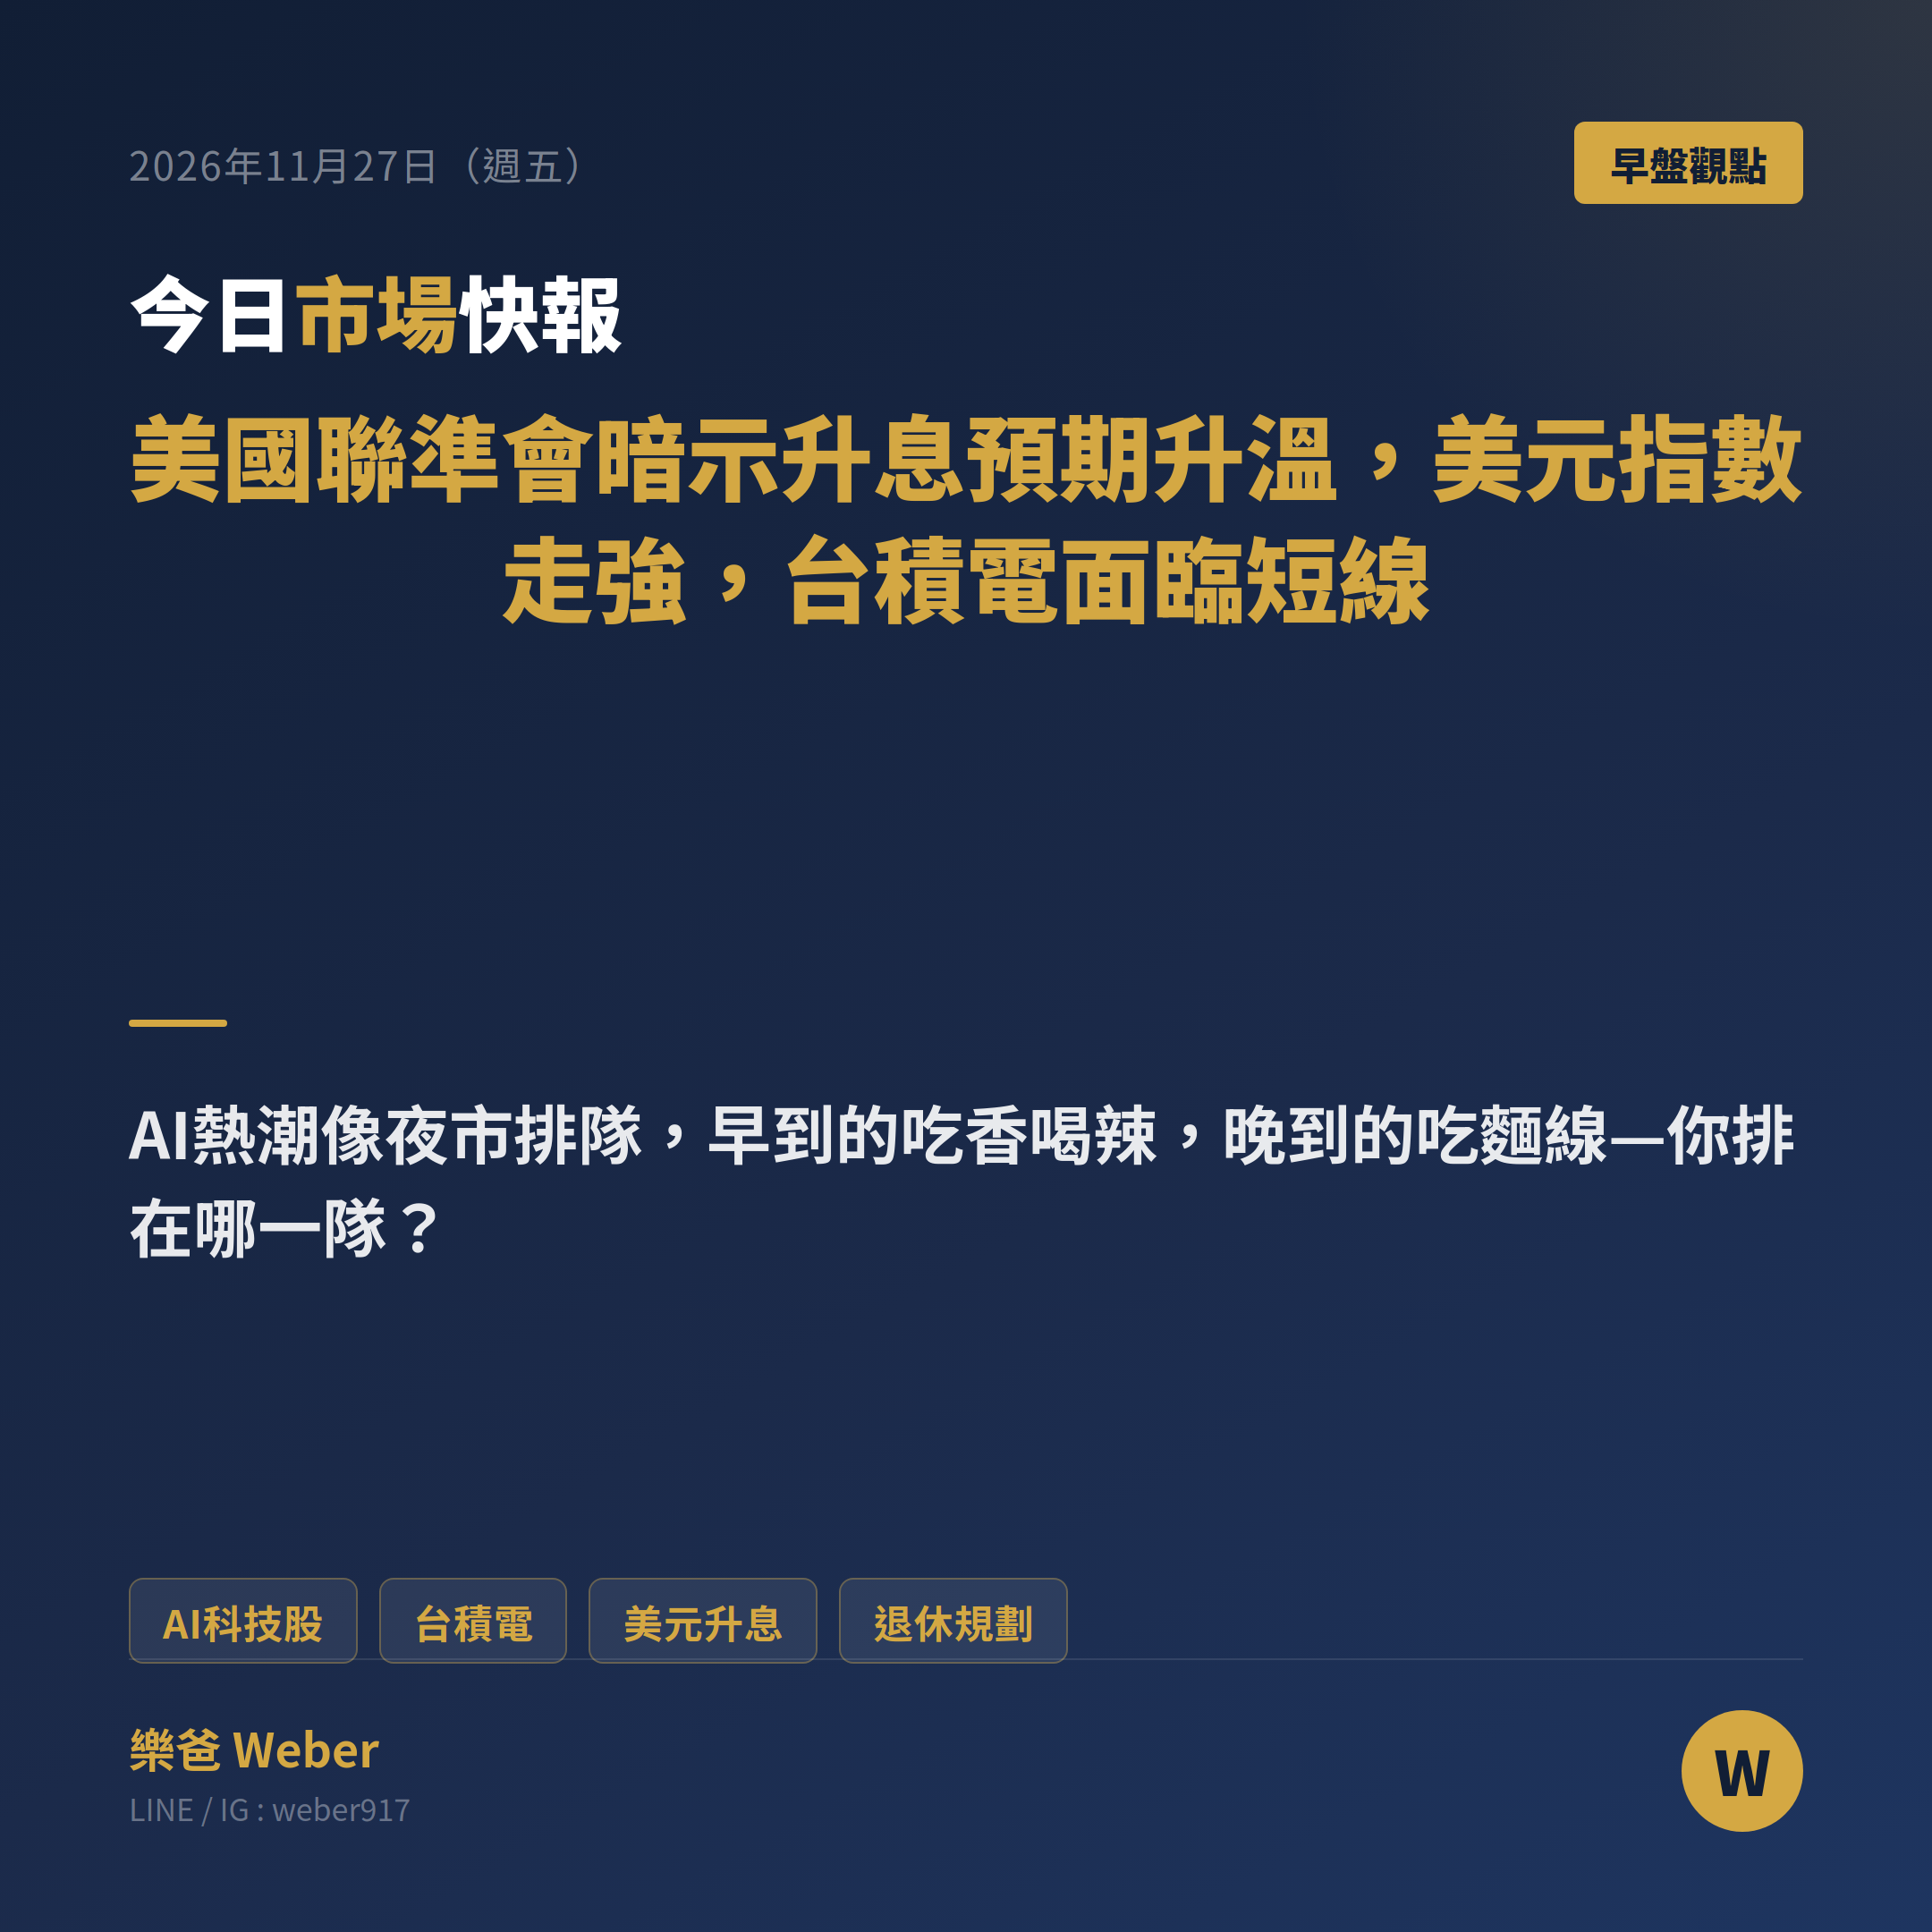 2026年11月27日（週五）
早盤觀點
今日市場快報
美國聯準會暗示升息預期升溫，美元指數
走強，台積電面臨短線
AI熱潮像夜市排隊，早到的吃香喝辣，晚到的吃麵線—你排
在哪一隊？
AI科技股
台積電
美元升息
退休規劃
樂爸 Weber
LINE / IG : weber917
W